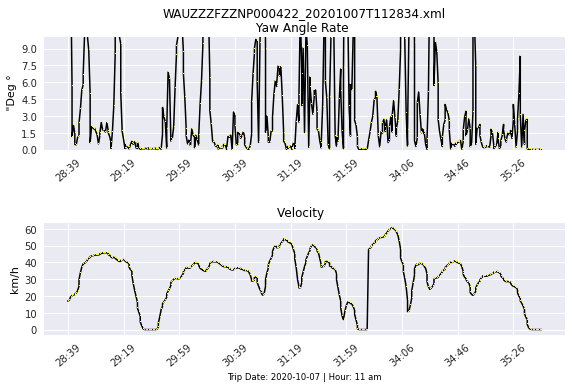 WAUZZZFZZNP000422_20201007T112834.xml
Yaw Angle Rate
"Deg °
9.0
7.5
6.0
4.5
3.0
1.5
0.0
28:39 29:19 29:59 30:39 31:19 31:59 34:06 34:46 35:26
Velocity
km/h
60
50
40
30
20
10
0
28:39 29:19 29:59 30:39 31:19 31:59 34:06 34:46 35:26
Trip Date: 2020-10-07 | Hour: 11 am